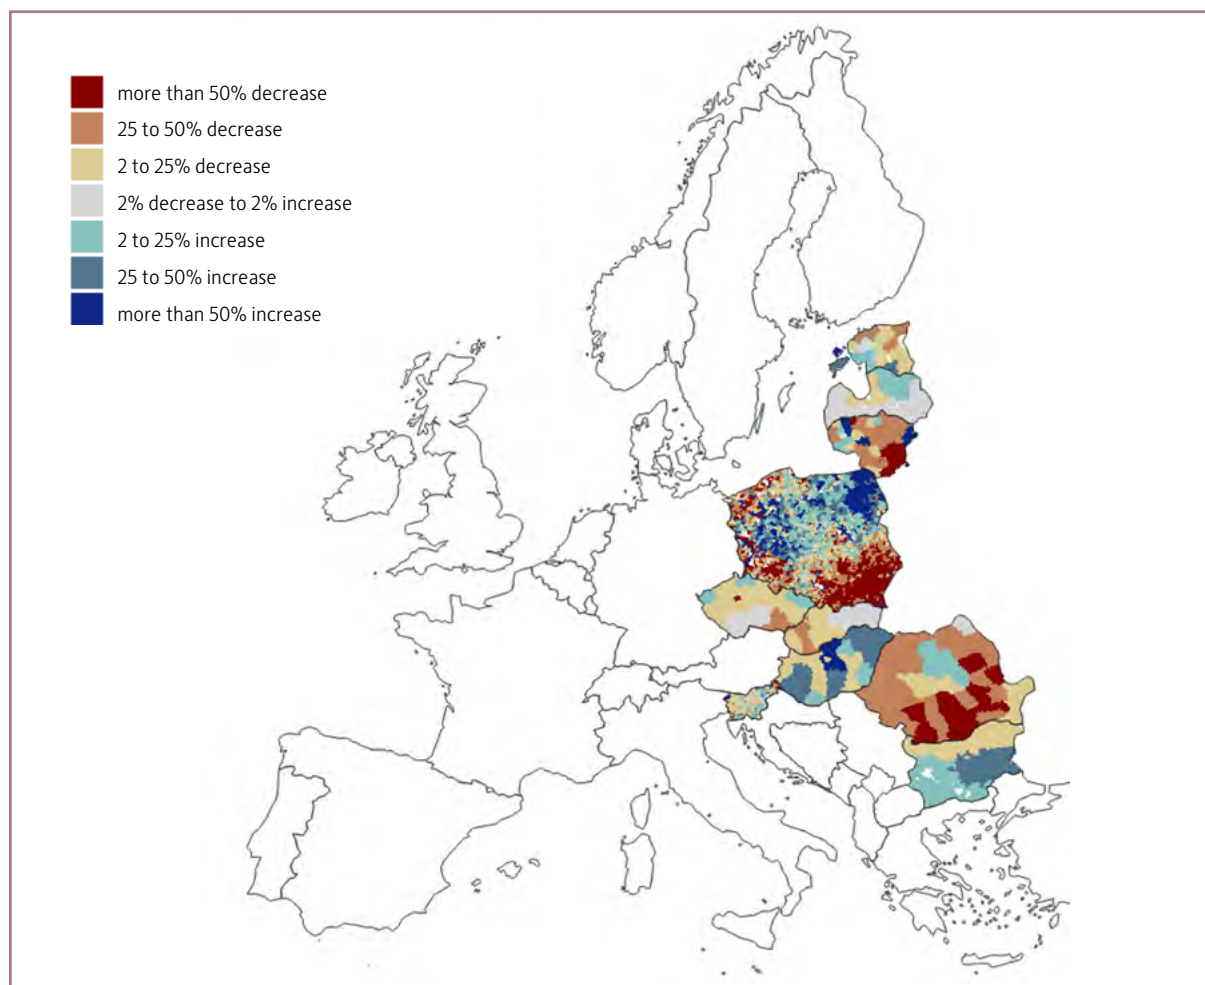 more than 50% decrease
25 to 50% decrease
2 to 25% decrease
2% decrease to 2% increase
2 to 25% increase
25 to 50% increase
more than 50% increase